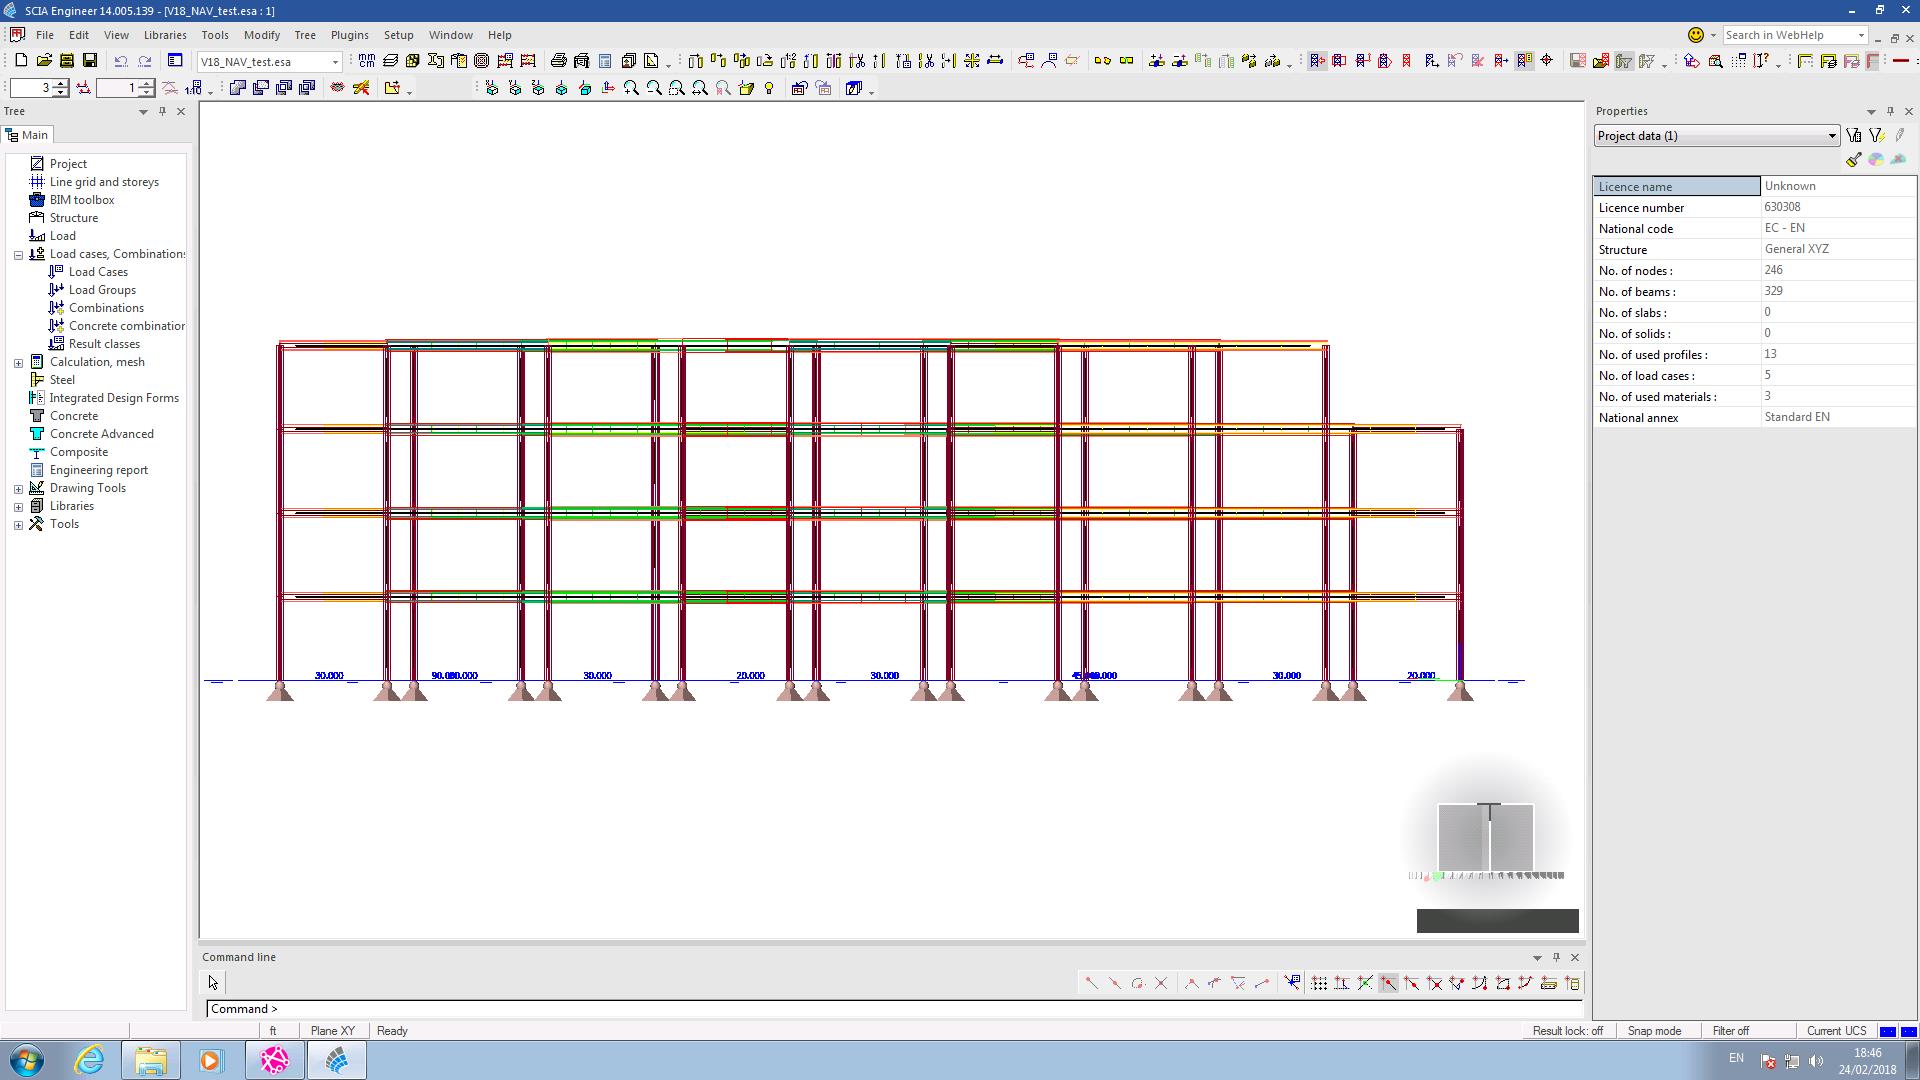 SCIA Engineer 14.005.139 - [V18_NAV_test.esa : 1]
File Edit View Libraries Tools Modify Tree Plugins Setup Window Help
Search in WebHelp
V18_NAV_test.esa
3
1
Tree
Main
Project
Line grid and storeys
BIM toolbox
Structure
Load
Load cases, Combinations
Load Cases
Load Groups
Combinations
Concrete combination
Result classes
Calculation, mesh
Steel
Integrated Design Forms
Concrete
Concrete Advanced
Composite
Engineering report
Drawing Tools
Libraries
Tools
30.000 30.000 20.000 30.000 30.000 20.000
Properties
Project data (1)
Licence name Unknown
Licence number 630308
National code EC - EN
Structure General XYZ
No. of nodes : 246
No. of beams : 329
No. of slabs : 0
No. of solids : 0
No. of used profiles : 13
No. of load cases : 5
No. of used materials : 3
National annex Standard EN
Command line
Command >
ft Plane XY Ready
Result lock: off Snap mode Filter off Current UCS
EN
18:46
24/02/2018